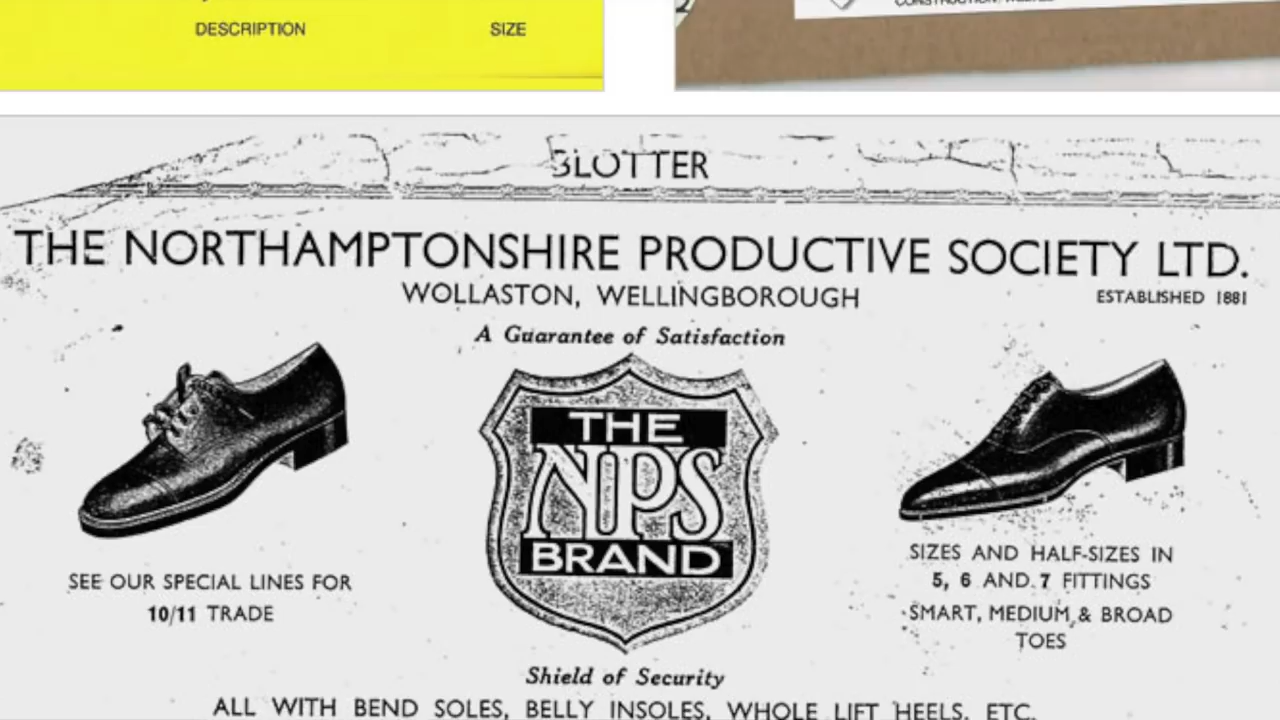 DESCRIPTION SIZE
BLOTTER
THE NORTHAMPTONSHIRE PRODUCTIVE SOCIETY LTD.
WOLLASTON, WELLINGBOROUGH
ESTABLISHED 1881
A Guarantee of Satisfaction
THE
NPS
BRAND
SEE OUR SPECIAL LINES FOR
10/11 TRADE
SIZES AND HALF-SIZES IN
5, 6 AND 7 FITTINGS
SMART, MEDIUM & BROAD
TOES
Shield of Security
ALL WITH BEND SOLES, BELLY INSOLES, WHOLE LIFT HEELS, ETC.